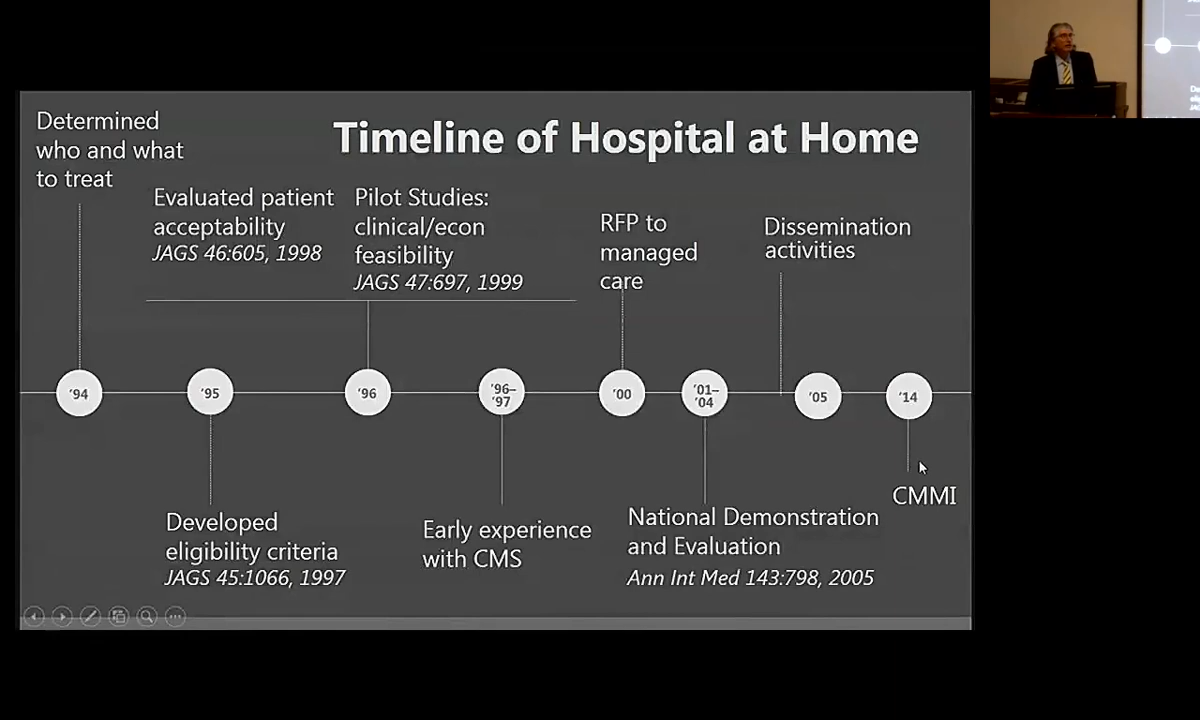 Timeline of Hospital at Home
Determined
who and what
to treat
Evaluated patient
acceptability
JAGS 46:605, 1998
Pilot Studies:
clinical/econ
feasibility
JAGS 47:697, 1999
RFP to
managed
care
Dissemination
activities
'94
'95
'96
'96–
'97
'00
'01–
'04
'05
'14
Developed
eligibility criteria
JAGS 45:1066, 1997
Early experience
with CMS
National Demonstration
and Evaluation
Ann Int Med 143:798, 2005
CMMI